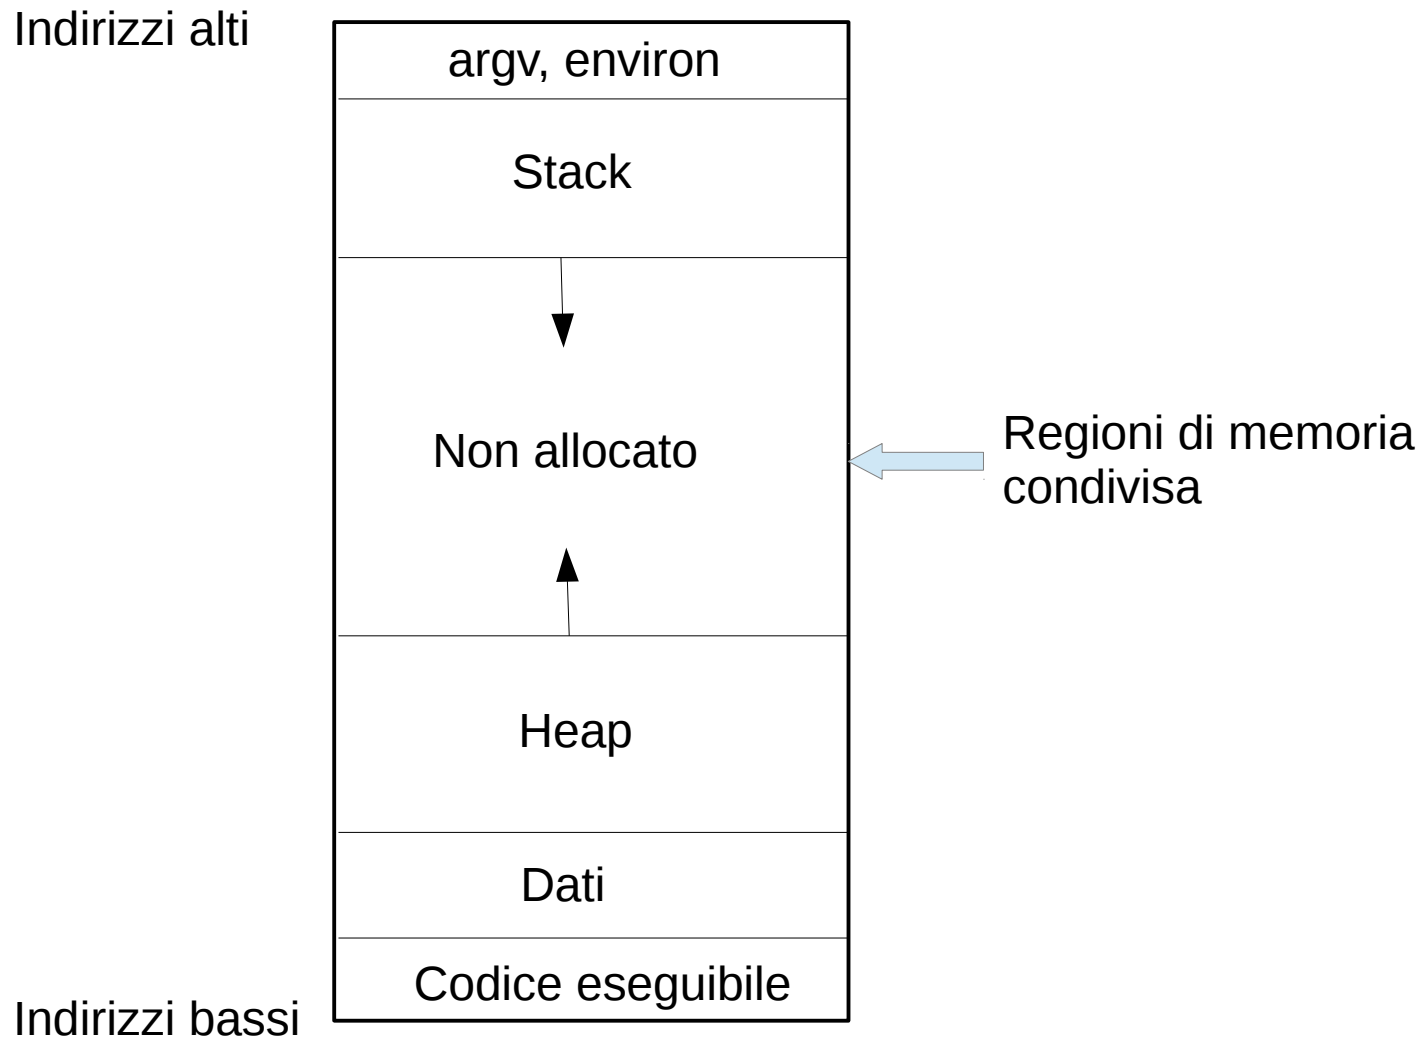 Indirizzi alti
argv, environ
Stack
Non allocato
Regioni di memoria
condivisa
Heap
Dati
Codice eseguibile
Indirizzi bassi